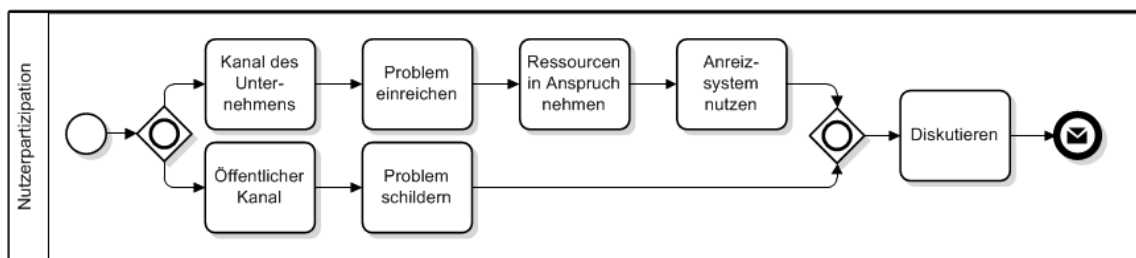 Nutzerpartizipation
Kanal des
Unter-
nehmens
Problem
einreichen
Ressourcen
in Anspruch
nehmen
Anreiz-
system
nutzen
Öffentlicher
Kanal
Problem
schildern
Diskutieren